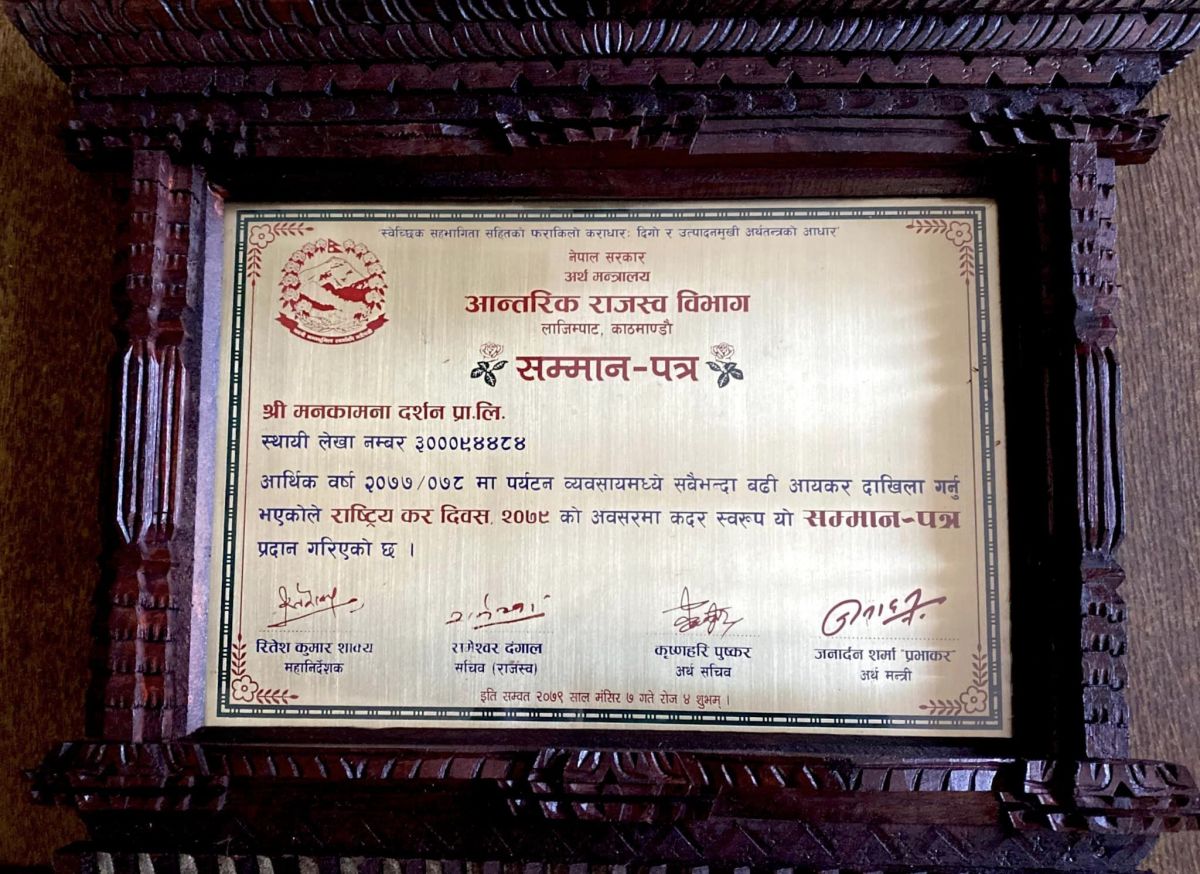 "स्वेच्छिक सहभागिता सहितको फराकिलो कराधारः दिगो र उत्पादनमुखी अर्थतन्त्रको आधार"
नेपाल सरकार
अर्थ मन्त्रालय
आन्तरिक राजस्व विभाग
लाजिम्पाट, काठमाण्डौ
सम्मान-पत्र
श्री मनकामना दर्शन प्रा.लि.
स्थायी लेखा नम्बर ३०००९४४८४
आर्थिक वर्षा २०७७/०७८ मा पर्यटन व्यवसायमध्ये सबैभन्दा बढी आयकर दाखिला गर्नु
भएकोले राष्ट्रिय कर दिवस, २०७९ को अवसरमा कदर स्वरूप यो सम्मान-पत्र
प्रदान गरिएको छ ।
रितेश कुमार शाक्य
महानिर्देशक
रामेश्वर दंगाल
सचिव (राजस्व)
कृष्णहरि पुष्कर
अर्थ सचिव
जनार्दन शर्मा "प्रभाकर"
अर्थ मन्त्री
इति सम्वत २०७९ साल मंसिर ७ गते रोज ४ शुभम् ।